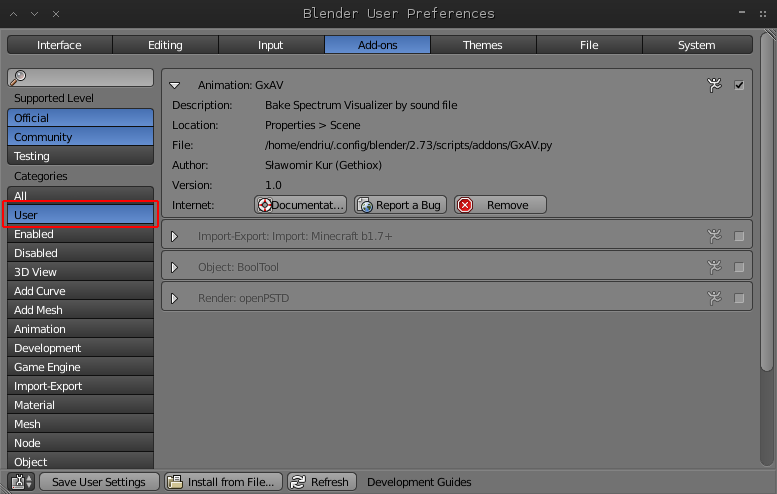 Blender User Preferences
Interface Editing Input Add-ons Themes File System
Supported Level
Official
Community
Testing
Categories
All
User
Enabled
Disabled
3D View
Add Curve
Add Mesh
Animation
Development
Game Engine
Import-Export
Material
Mesh
Node
Object
Animation: GxAV
Description: Bake Spectrum Visualizer by sound file
Location: Properties > Scene
File: /home/endriu/.config/blender/2.73/scripts/addons/GxAV.py
Author: Sławomir Kur (Gethiox)
Version: 1.0
Internet: Documentat... Report a Bug Remove
Import-Export: Import: Minecraft b1.7+
Object: BoolTool
Render: openPSTD
Save User Settings Install from File... Refresh Development Guides